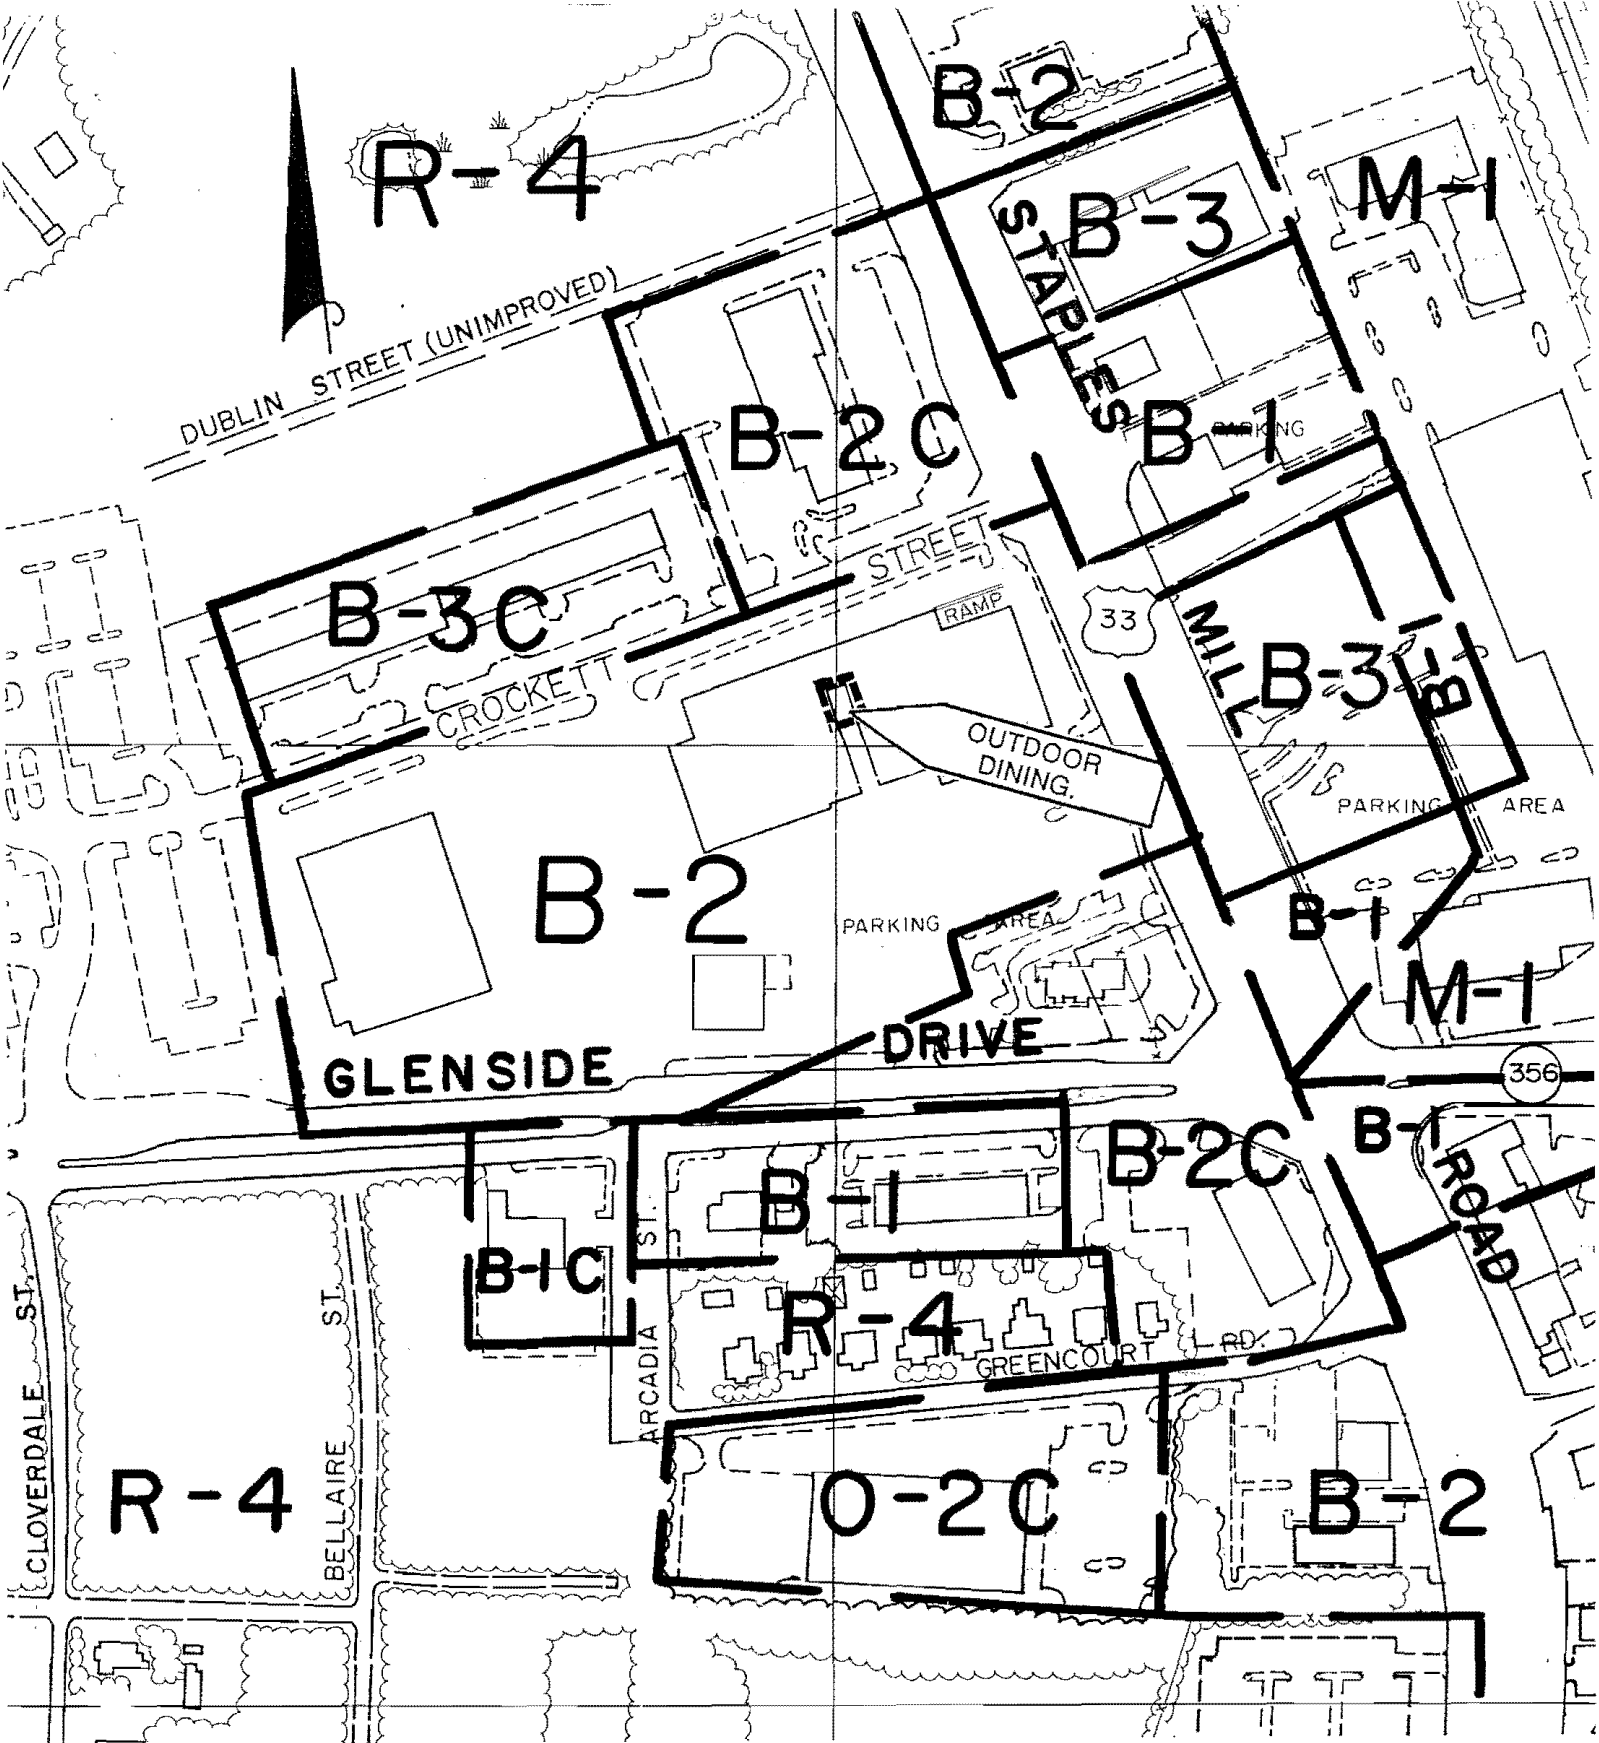 B-2
R-4
M-1
B-3
STAPLES
DUBLIN STREET (UNIMPROVED)
B-2C
B-1
PARKING
STREET
B-3C
RAMP
33
MILL
B-3
B-1
CROCKETT
OUTDOOR
DINING.
PARKING AREA
B-2
PARKING AREA
B-1
M-1
DRIVE
GLENSIDE
356
B-1
B-2C
ROAD
B-1
ST.
B-1C
R-4
ST.
ST.
GREENCOURT RD.
ARCADIA
CLOVERDALE
BELLAIRE
R-4
O-2C
B-2